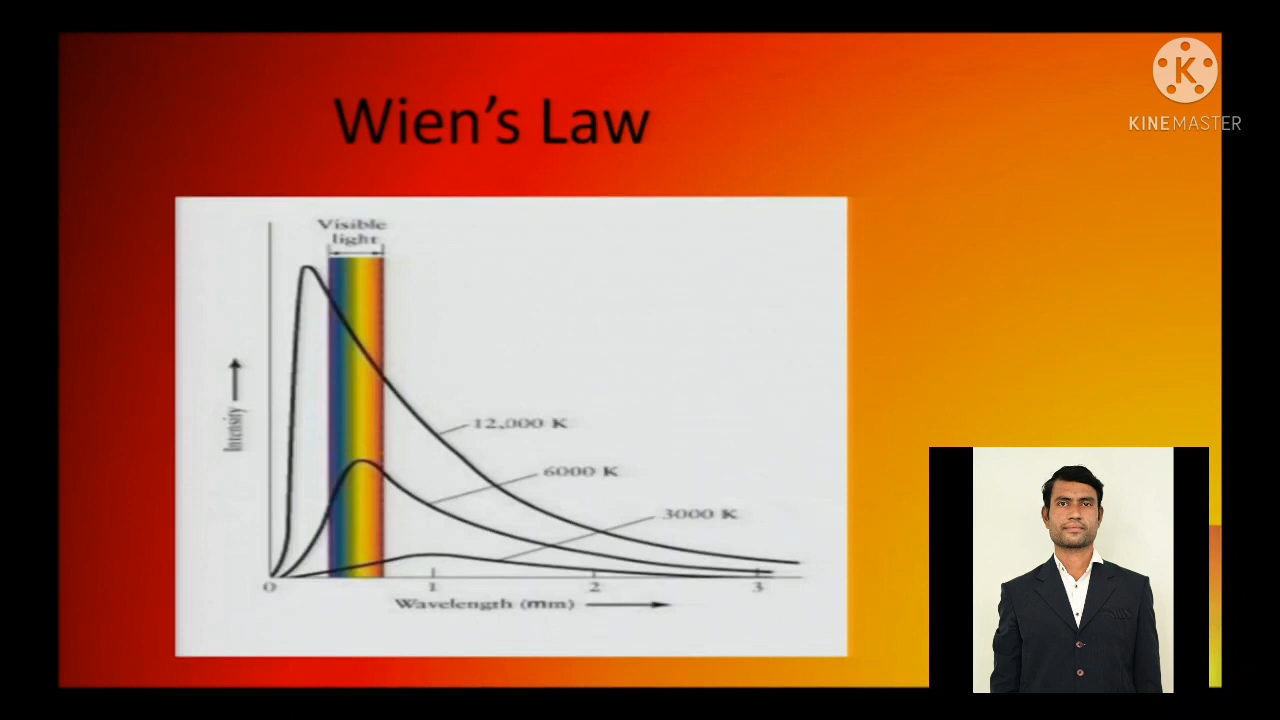 Wien's Law
K
KINEMASTER
Visible
light
Intensity
12,000 K
6000 K
3000 K
0 1 2 3
Wavelength (mm)